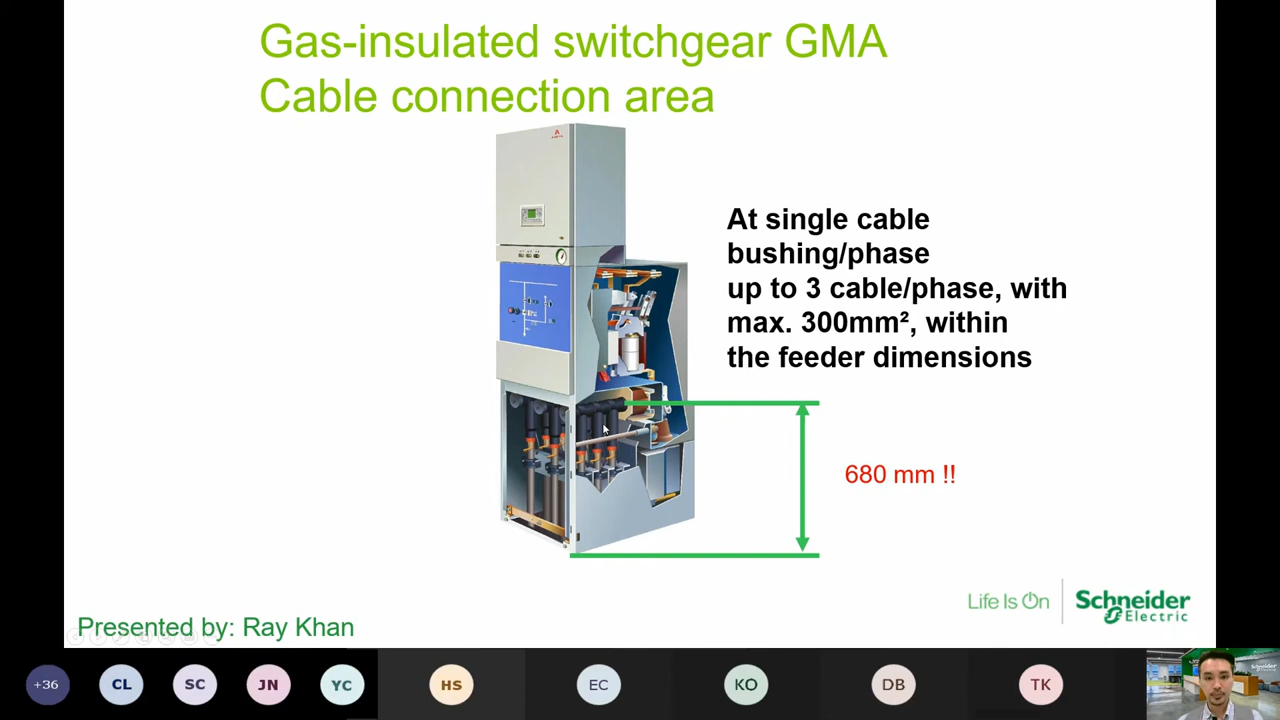 Gas-insulated switchgear GMA
Cable connection area
At single cable
bushing/phase
up to 3 cable/phase, with
max. 300mm², within
the feeder dimensions
680 mm !!
Life Is On
Schneider
Electric
Presented by: Ray Khan
+36
CL
SC
JN
YC
HS
EC
KO
DB
TK
Schneider